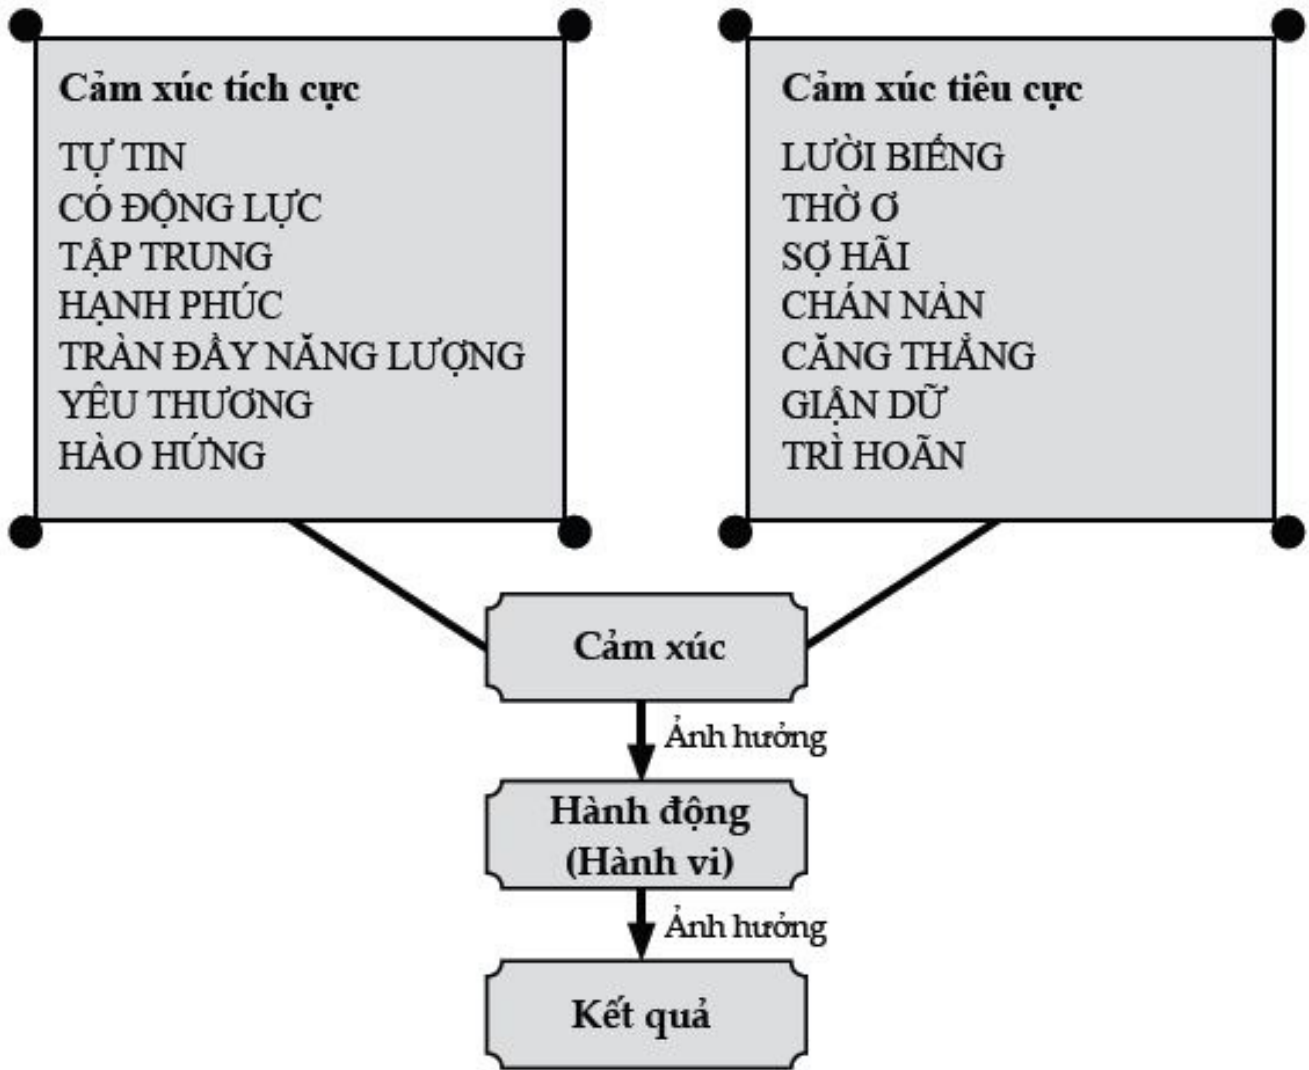 Cảm xúc tích cực
TỰ TIN
CÓ ĐỘNG LỰC
TẬP TRUNG
HẠNH PHÚC
TRÀN ĐẦY NĂNG LƯỢNG
YÊU THƯƠNG
HÀO HỨNG
Cảm xúc tiêu cực
LƯỜI BIẾNG
THỜ Ơ
SỢ HÃI
CHÁN NẢN
CĂNG THẲNG
GIẬN DỮ
TRÌ HOÃN
Cảm xúc
Ảnh hưởng
Hành động
(Hành vi)
Ảnh hưởng
Kết quả